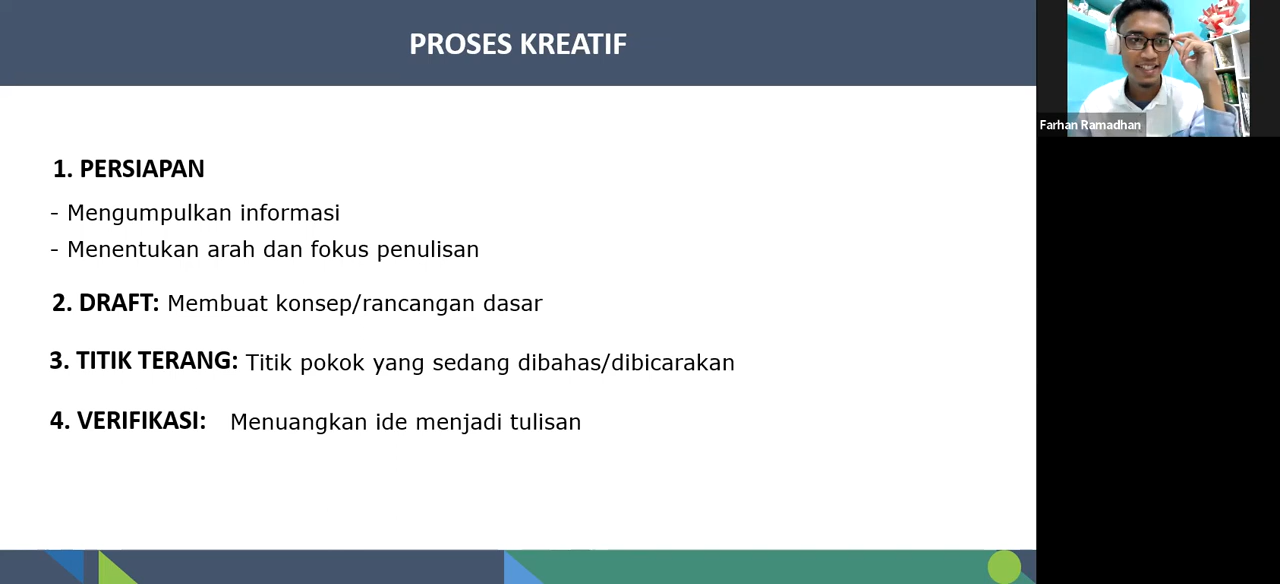 PROSES KREATIF
1. PERSIAPAN
- Mengumpulkan informasi
- Menentukan arah dan fokus penulisan
2. DRAFT: Membuat konsep/rancangan dasar
3. TITIK TERANG: Titik pokok yang sedang dibahas/dibicarakan
4. VERIFIKASI: Menuangkan ide menjadi tulisan
Farhan Ramadhan